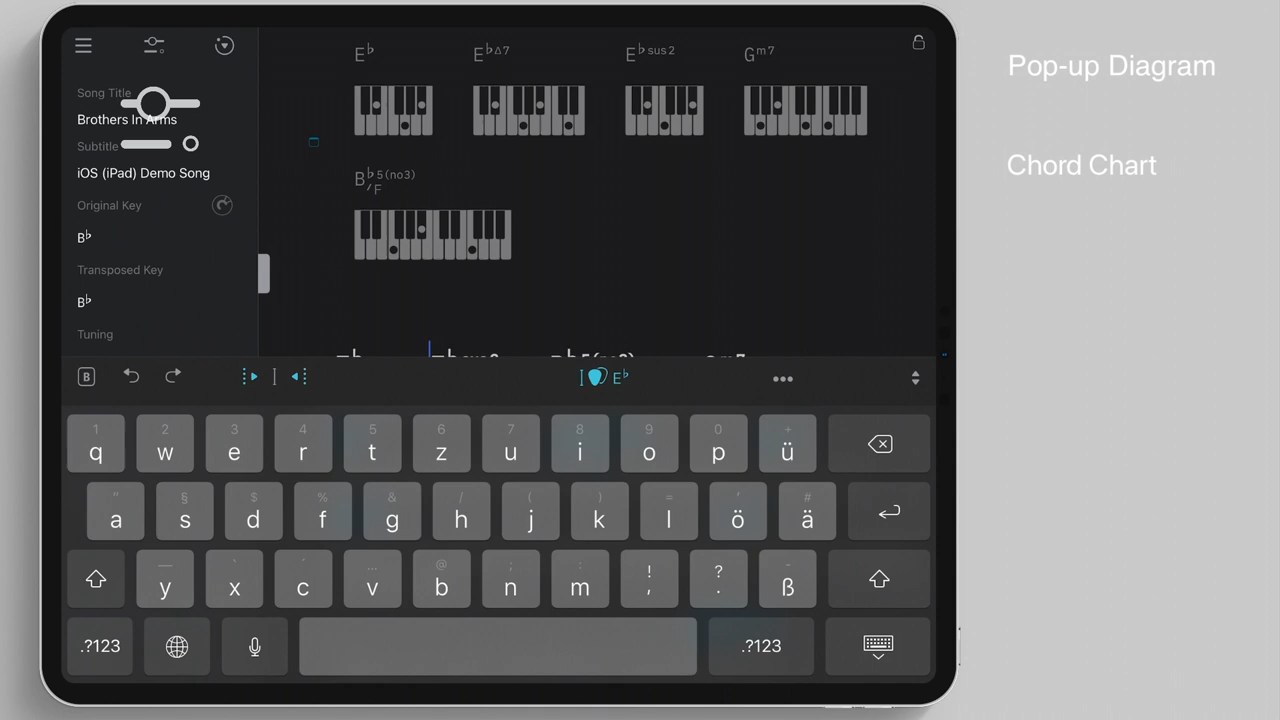 Pop-up Diagram
Chord Chart
Song Title
Brothers In Arms
Subtitle
iOS (iPad) Demo Song
Original Key
B♭
Transposed Key
B♭
Tuning
E♭
E♭Δ7
E♭sus2
Gm7
B♭5(no3)/F
B
E♭
1 2 3 4 5 6 7 8 9 0 +
q w e r t z u i o p ü
" § $ % & / ( ) = ' #
a s d f g h j k l ö ä
y x c v b n m ! , ? . ß
.?123
.?123